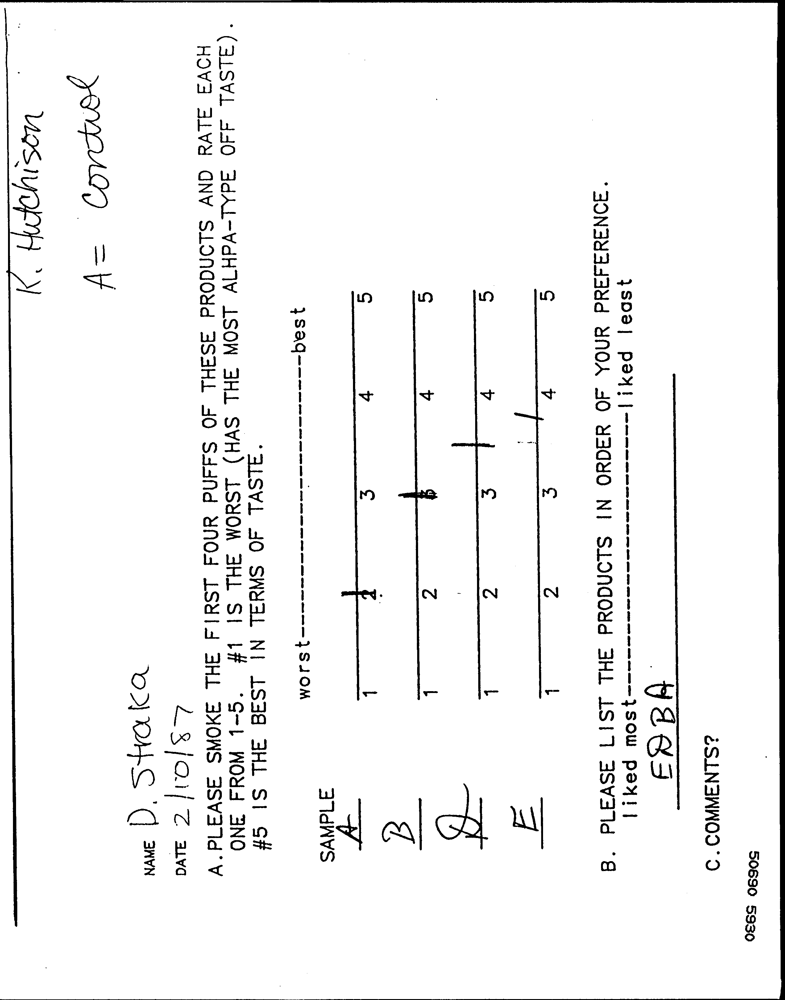 K. Hutchison
A= control
NAME D. Straka
DATE 2/10/87
A.PLEASE SMOKE THE FIRST FOUR PUFFS OF THESE PRODUCTS AND RATE EACH
ONE FROM 1-5. #1 IS THE WORST (HAS THE MOST ALHPA-TYPE OFF TASTE).
#5 IS THE BEST IN TERMS OF TASTE.
worst----------------------------best
SAMPLE
A 1 2 3 4 5
B 1 2 3 4 5
D 1 2 3 4 5
E 1 2 3 4 5
B. PLEASE LIST THE PRODUCTS IN ORDER OF YOUR PREFERENCE.
liked most----------------------------liked least
EDBA
C.COMMENTS?
50690 5930